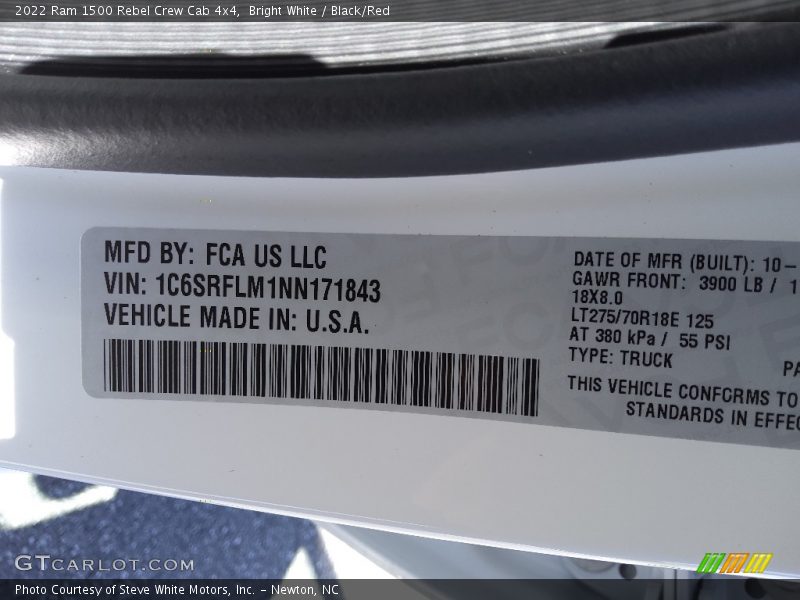 2022 Ram 1500 Rebel Crew Cab 4x4,  Bright White / Black/Red
MFD BY: FCA US LLC
VIN: 1C6SRFLM1NN171843
VEHICLE MADE IN: U.S.A.
DATE OF MFR (BUILT): 10-
GAWR FRONT: 3900 LB / 1
18X8.0
LT275/70R18E 125
AT 380 kPa / 55 PSI
TYPE: TRUCK
PA
THIS VEHICLE CONFORMS TO
STANDARDS IN EFFEC
GTCARLOT.COM
Photo Courtesy of Steve White Motors, Inc. - Newton, NC